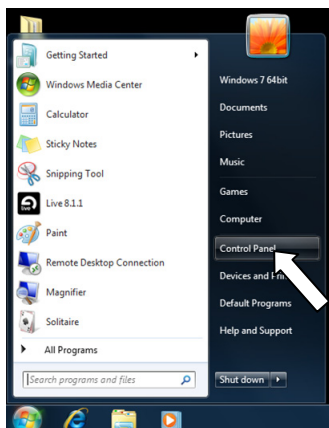 Getting Started
Windows Media Center
Calculator
Sticky Notes
Snipping Tool
Live 8.1.1
Paint
Remote Desktop Connection
Magnifier
Solitaire
All Programs
Search programs and files
Windows 7 64bit
Documents
Pictures
Music
Games
Computer
Control Panel
Devices and
Default Programs
Help and Support
Shut down